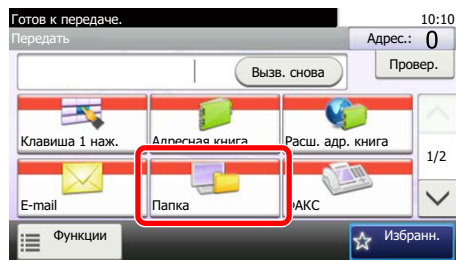 Готов к передаче. 10:10
Передать Адрес.: 0
Вызв. снова Провер.
Клавиша 1 наж. Адресная книга Расш. адр. книга
1/2
E-mail Папка ФАКС
Функции Избранн.